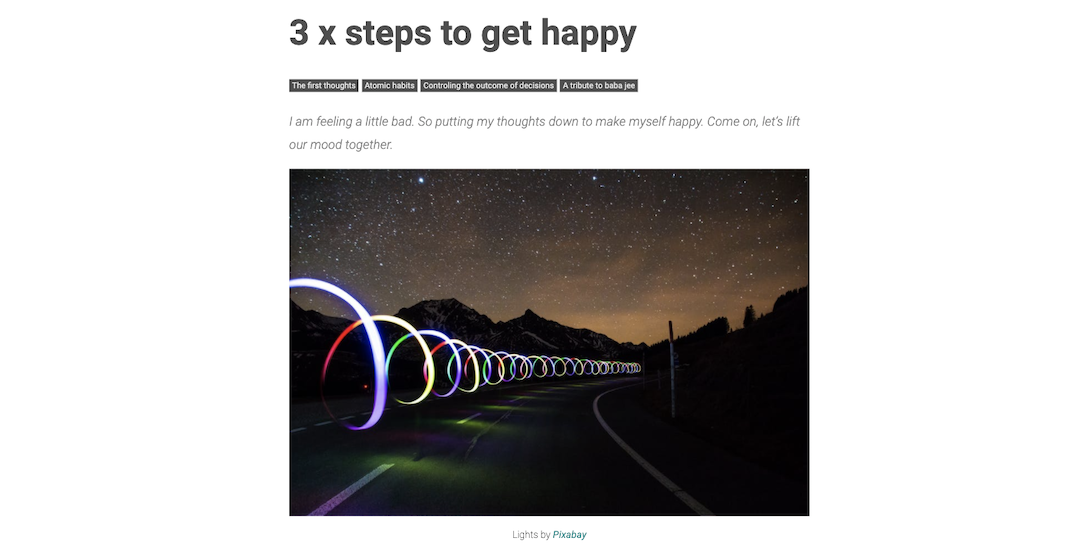 3 x steps to get happy
The first thoughts Atomic habits Controling the outcome of decisions A tribute to baba jee
I am feeling a little bad. So putting my thoughts down to make myself happy. Come on, let's lift
our mood together.
Lights by Pixabay